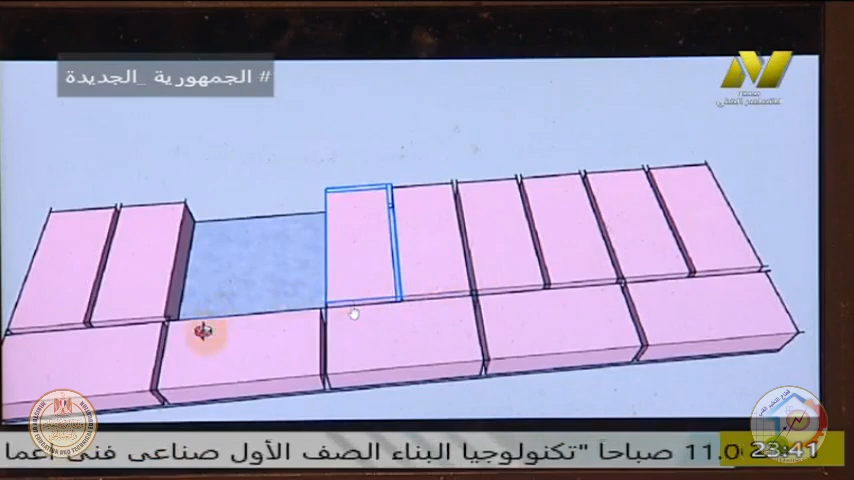 # الجمهورية _الجديدة
11.0 صباحاً "تكنولوجيا البناء الصف الأول صناعى فنى أعما
23:41